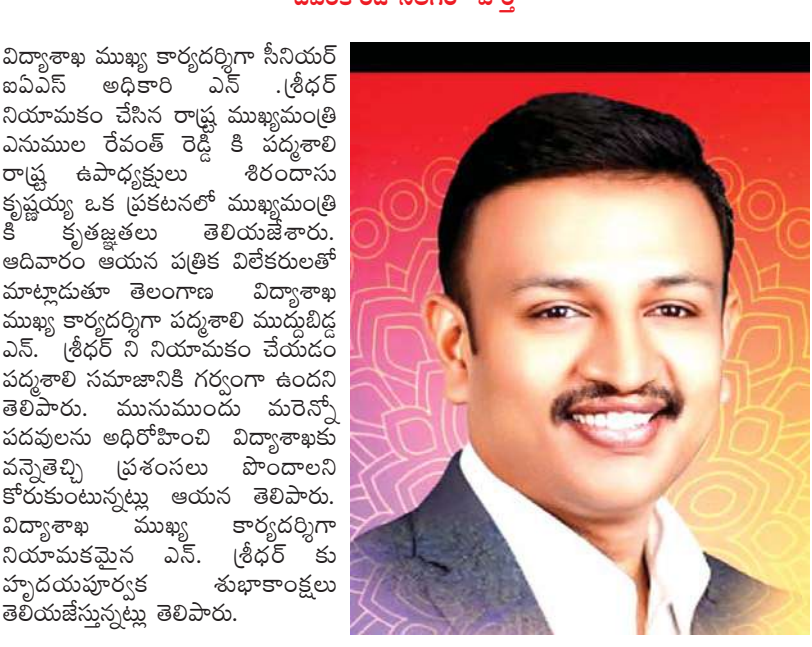 విద్యాశాఖ ముఖ్య కార్యదర్శిగా సీనియర్
ఐఏఎస్ అధికారి ఎన్ .శ్రీధర్
నియామకం చేసిన రాష్ట్ర ముఖ్యమంత్రి
ఎనుముల రేవంత్ రెడ్డి కి పద్మశాలి
రాష్ట్ర ఉపాధ్యక్షులు శిరందాసు
కృష్ణయ్య ఒక ప్రకటనలో ముఖ్యమంత్రి
కి కృతజ్ఞతలు తెలియజేశారు.
ఆదివారం ఆయన పత్రిక విలేకరులతో
మాట్లాడుతూ తెలంగాణ విద్యాశాఖ
ముఖ్య కార్యదర్శిగా పద్మశాలి ముద్దుబిడ్డ
ఎన్. శ్రీధర్ ని నియామకం చేయడం
పద్మశాలి సమాజానికి గర్వంగా ఉందని
తెలిపారు. మునుముందు మరెన్నో
పదవులను అధిరోహించి విద్యాశాఖకు
వన్నెతెచ్చి ప్రశంసలు పొందాలని
కోరుకుంటున్నట్లు ఆయన తెలిపారు.
విద్యాశాఖ ముఖ్య కార్యదర్శిగా
నియామకమైన ఎన్. శ్రీధర్ కు
హృదయపూర్వక శుభాకాంక్షలు
తెలియజేస్తున్నట్లు తెలిపారు.